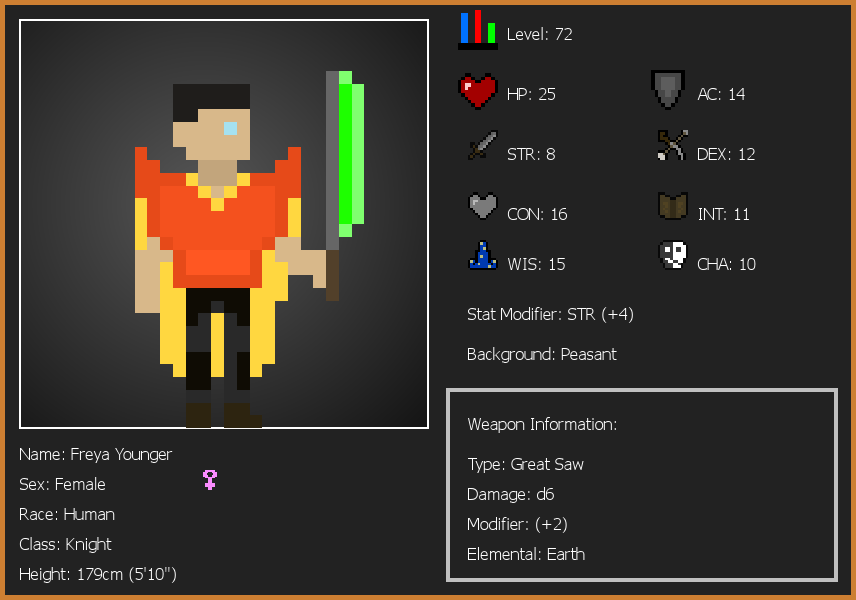 Level: 72
HP: 25
AC: 14
STR: 8
DEX: 12
CON: 16
INT: 11
WIS: 15
CHA: 10
Stat Modifier: STR (+4)
Background: Peasant
Weapon Information:
Type: Great Saw
Damage: d6
Modifier: (+2)
Elemental: Earth
Name: Freya Younger
Sex: Female
Race: Human
Class: Knight
Height: 179cm (5'10")